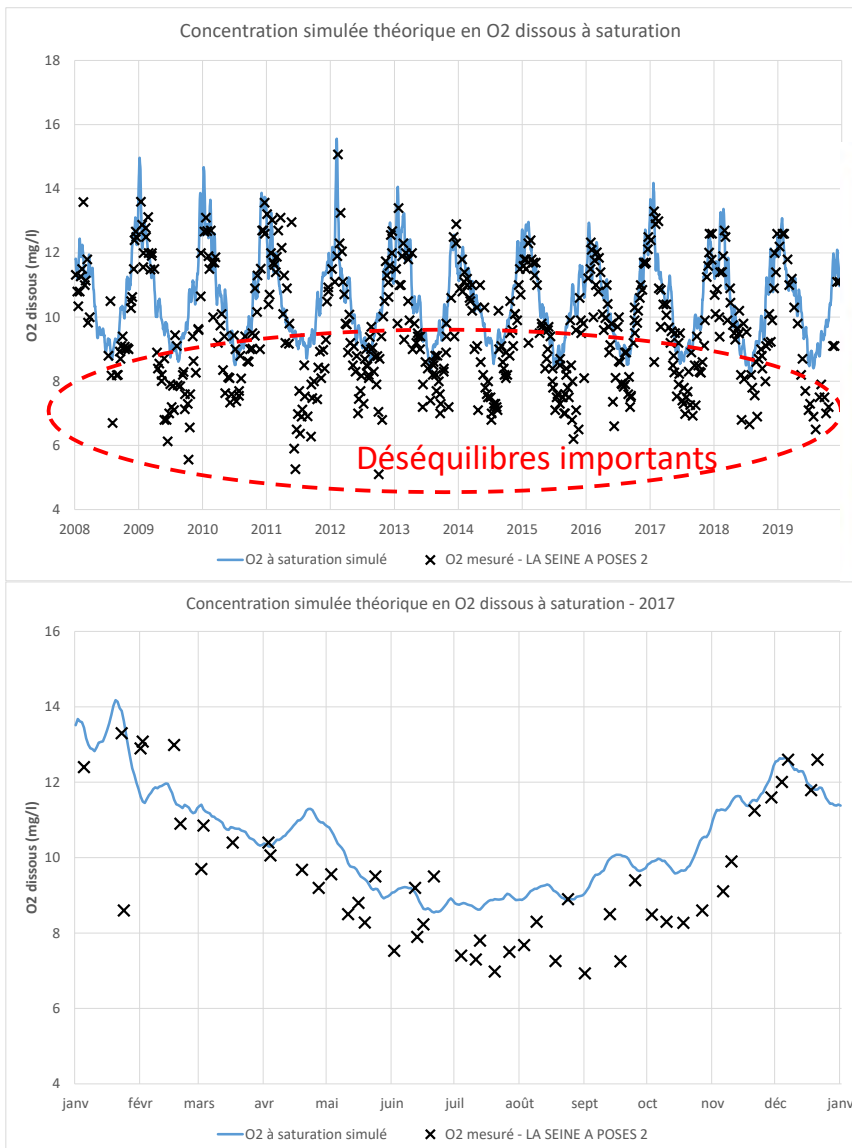 Concentration simulée théorique en O2 dissous à saturation
18
16
14
12
10
8
6
4
O2 dissous (mg/l)
Déséquilibres importants
2008 2009 2010 2011 2012 2013 2014 2015 2016 2017 2018 2019
O2 à saturation simulé O2 mesuré - LA SEINE A POSES 2
Concentration simulée théorique en O2 dissous à saturation - 2017
16
14
12
10
8
6
4
O2 dissous (mg/l)
janv févr mars avr mai juin juil août sept oct nov déc janv
O2 à saturation simulé O2 mesuré - LA SEINE A POSES 2